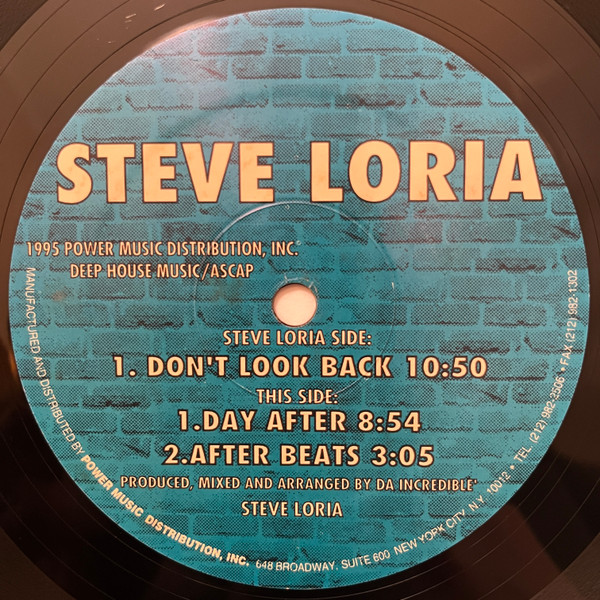 STEVE LORIA
1995 POWER MUSIC DISTRIBUTION, INC.
DEEP HOUSE MUSIC/ASCAP
STEVE LORIA SIDE:
1. DON'T LOOK BACK 10:50
THIS SIDE:
1.DAY AFTER 8:54
2.AFTER BEATS 3:05
PRODUCED, MIXED AND ARRANGED BY DA INCREDIBLE"
STEVE LORIA
MANUFACTURED AND DISTRIBUTED BY POWER MUSIC DISTRIBUTION, INC. 648 BROADWAY. SUITE 600 NEW YORK CITY N.Y. 10012 • TEL (212) 982-3506 • FAX (212) 982-1302